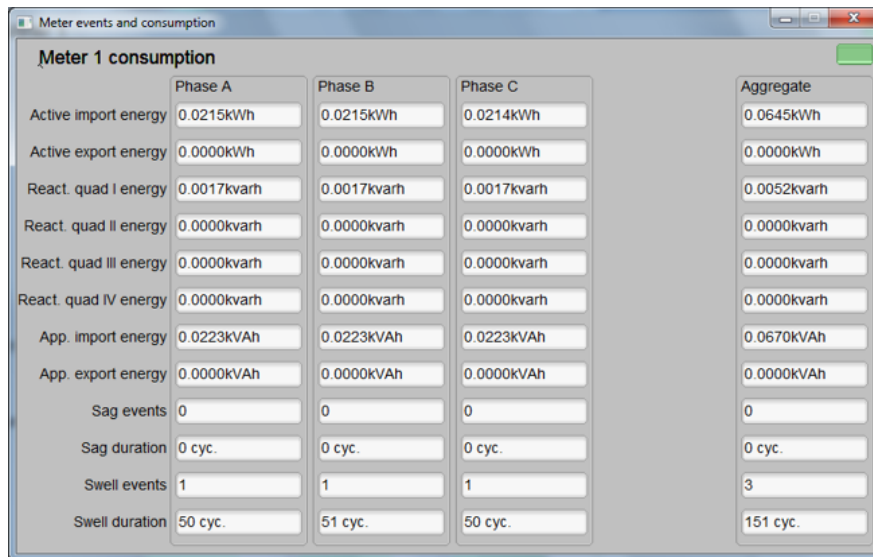 Meter events and consumption
Meter 1 consumption
Phase A Phase B Phase C Aggregate
Active import energy 0.0215kWh 0.0215kWh 0.0214kWh 0.0645kWh
Active export energy 0.0000kWh 0.0000kWh 0.0000kWh 0.0000kWh
React. quad I energy 0.0017kvarh 0.0017kvarh 0.0017kvarh 0.0052kvarh
React. quad II energy 0.0000kvarh 0.0000kvarh 0.0000kvarh 0.0000kvarh
React. quad III energy 0.0000kvarh 0.0000kvarh 0.0000kvarh 0.0000kvarh
React. quad IV energy 0.0000kvarh 0.0000kvarh 0.0000kvarh 0.0000kvarh
App. import energy 0.0223kVAh 0.0223kVAh 0.0223kVAh 0.0670kVAh
App. export energy 0.0000kVAh 0.0000kVAh 0.0000kVAh 0.0000kVAh
Sag events 0 0 0 0
Sag duration 0 cyc. 0 cyc. 0 cyc. 0 cyc.
Swell events 1 1 1 3
Swell duration 50 cyc. 51 cyc. 50 cyc. 151 cyc.